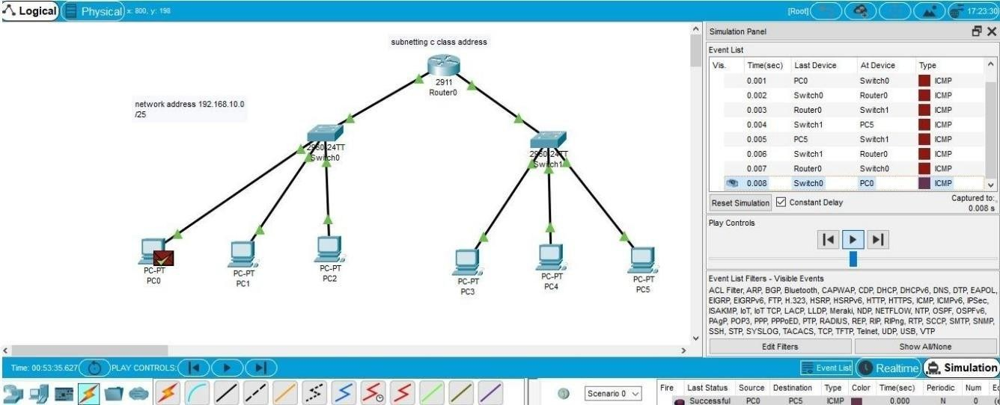 Logical
Physical
x: 800, y: 198
[Root]
17:23:30
subnetting c class address
2911
Router0
network address 192.168.10.0
/25
2960-24TT
Switch0
2960-24TT
Switch1
PC-PT
PC0
PC-PT
PC1
PC-PT
PC2
PC-PT
PC3
PC-PT
PC4
PC-PT
PC5
Simulation Panel
Event List
Vis. Time(sec) Last Device At Device Type
0.001 PC0 Switch0 ICMP
0.002 Switch0 Router0 ICMP
0.003 Router0 Switch1 ICMP
0.004 Switch1 PC5 ICMP
0.005 PC5 Switch1 ICMP
0.006 Switch1 Router0 ICMP
0.007 Router0 Switch0 ICMP
0.008 Switch0 PC0 ICMP
Reset Simulation Constant Delay
Captured to:
0.008 s
Play Controls
Event List Filters - Visible Events
ACL Filter, ARP, BGP, Bluetooth, CAPWAP, CDP, DHCP, DHCPv6, DNS, DTP, EAPOL,
EIGRP, EIGRPv6, FTP, H.323, HSRP, HSRPv6, HTTP, HTTPS, ICMP, ICMPv6, IPSec,
ISAKMP, IoT, IoT TCP, LACP, LLDP, Meraki, NDP, NETFLOW, NTP, OSPF, OSPFv6,
PAgP, POP3, PPP, PPPoED, PTP, RADIUS, REP, RIP, RIPng, RTP, SCCP, SMTP, SNMP,
SSH, STP, SYSLOG, TACACS, TCP, TFTP, Telnet, UDP, USB, VTP
Edit Filters Show All/None
Time: 00:53:35.627 PLAY CONTROLS:
Event List Realtime Simulation
Scenario 0
Fire Last Status Source Destination Type Color Time(sec) Periodic Num
Successful PC0 PC5 ICMP 0.000 N 0